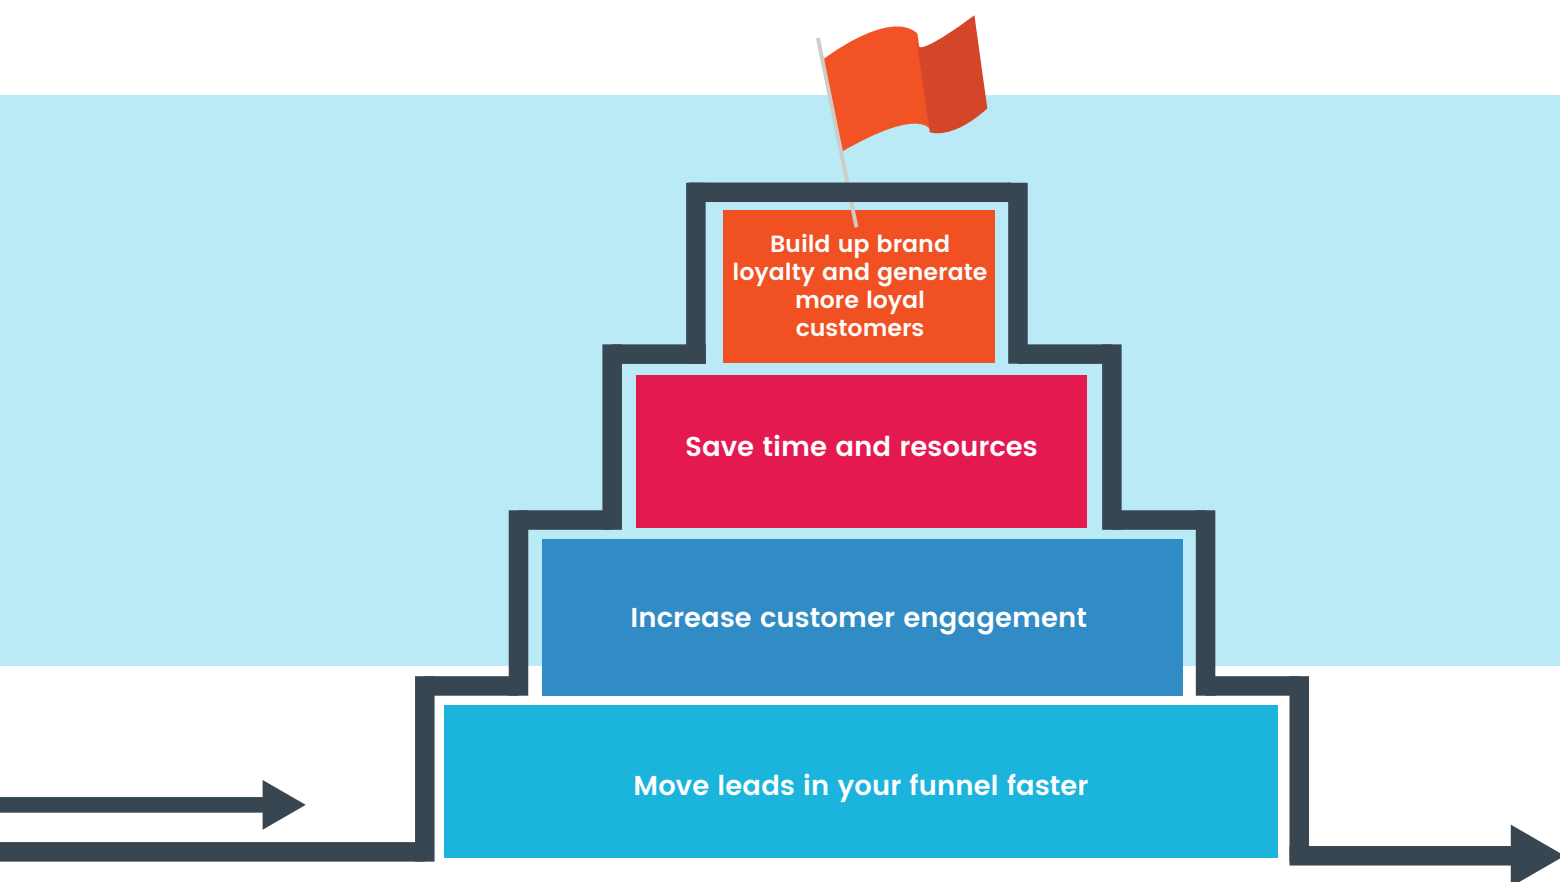 Build up brand
loyalty and generate
more loyal
customers
Save time and resources
Increase customer engagement
Move leads in your funnel faster